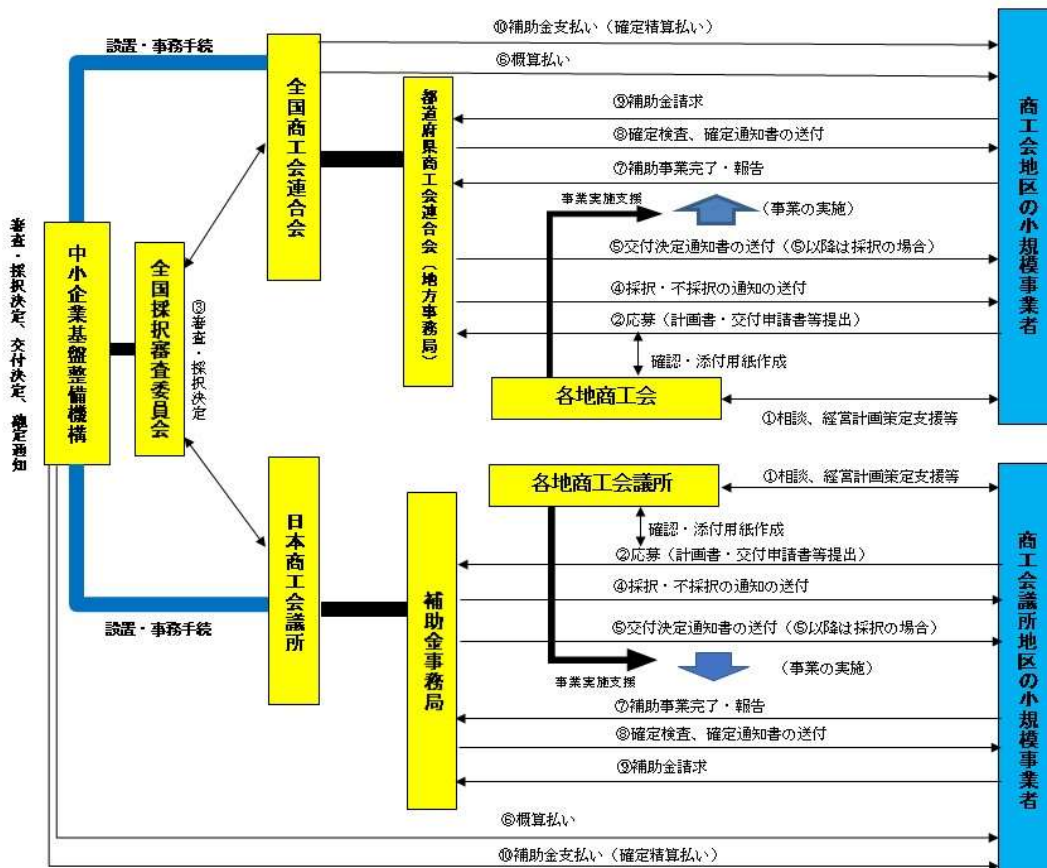 ⑩補助金支払い(確定精算払い)
設置・事務手続
⑥概算払い
全国商工会連合会
都道府県商工会連合会(地方事務局)
商工会地区の小規模事業者
⑨補助金請求
⑧確定検査、確定通知書の送付
⑦補助事業完了・報告
事業実施支援
(事業の実施)
⑤交付決定通知書の送付(⑤以降は採択の場合)
④採択・不採択の通知の送付
②応募(計画書・交付申請書等提出)
確認・添付用紙作成
各地商工会
①相談、経営計画策定支援等
審査・採択決定、交付決定、確定通知
中小企業基盤整備機構
全国採択審査委員会
③審査・採択決定
各地商工会議所
①相談、経営計画策定支援等
確認・添付用紙作成
日本商工会議所
補助金事務局
商工会議所地区の小規模事業者
②応募(計画書・交付申請書等提出)
④採択・不採択の通知の送付
設置・事務手続
⑤交付決定通知書の送付(⑤以降は採択の場合)
(事業の実施)
事業実施支援
⑦補助事業完了・報告
⑧確定検査、確定通知書の送付
⑨補助金請求
⑥概算払い
⑩補助金支払い(確定精算払い)